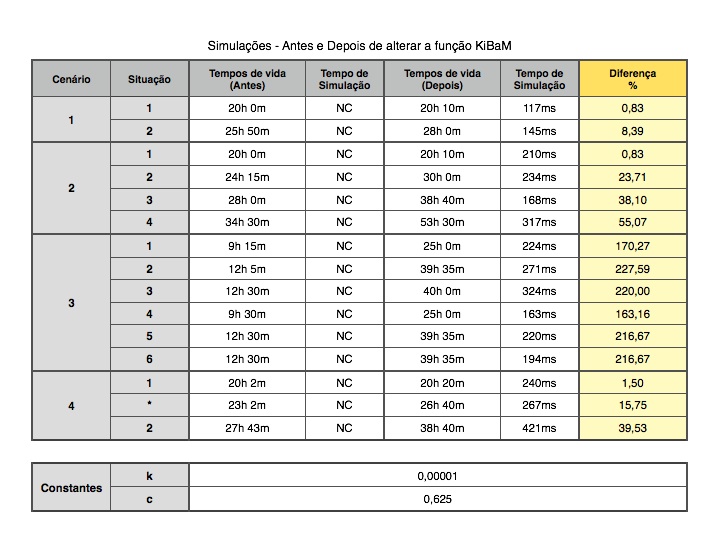 Simulações - Antes e Depois de alterar a função KiBaM
Cenário Situação Tempos de vida (Antes) Tempo de Simulação Tempos de vida (Depois) Tempo de Simulação Diferença %
1 1 20h 0m NC 20h 10m 117ms 0,83
2 25h 50m NC 28h 0m 145ms 8,39
2 1 20h 0m NC 20h 10m 210ms 0,83
2 24h 15m NC 30h 0m 234ms 23,71
3 28h 0m NC 38h 40m 168ms 38,10
4 34h 30m NC 53h 30m 317ms 55,07
3 1 9h 15m NC 25h 0m 224ms 170,27
2 12h 5m NC 39h 35m 271ms 227,59
3 12h 30m NC 40h 0m 324ms 220,00
4 9h 30m NC 25h 0m 163ms 163,16
5 12h 30m NC 39h 35m 220ms 216,67
6 12h 30m NC 39h 35m 194ms 216,67
4 1 20h 2m NC 20h 20m 240ms 1,50
* 23h 2m NC 26h 40m 267ms 15,75
2 27h 43m NC 38h 40m 421ms 39,53
Constantes k 0,00001
c 0,625